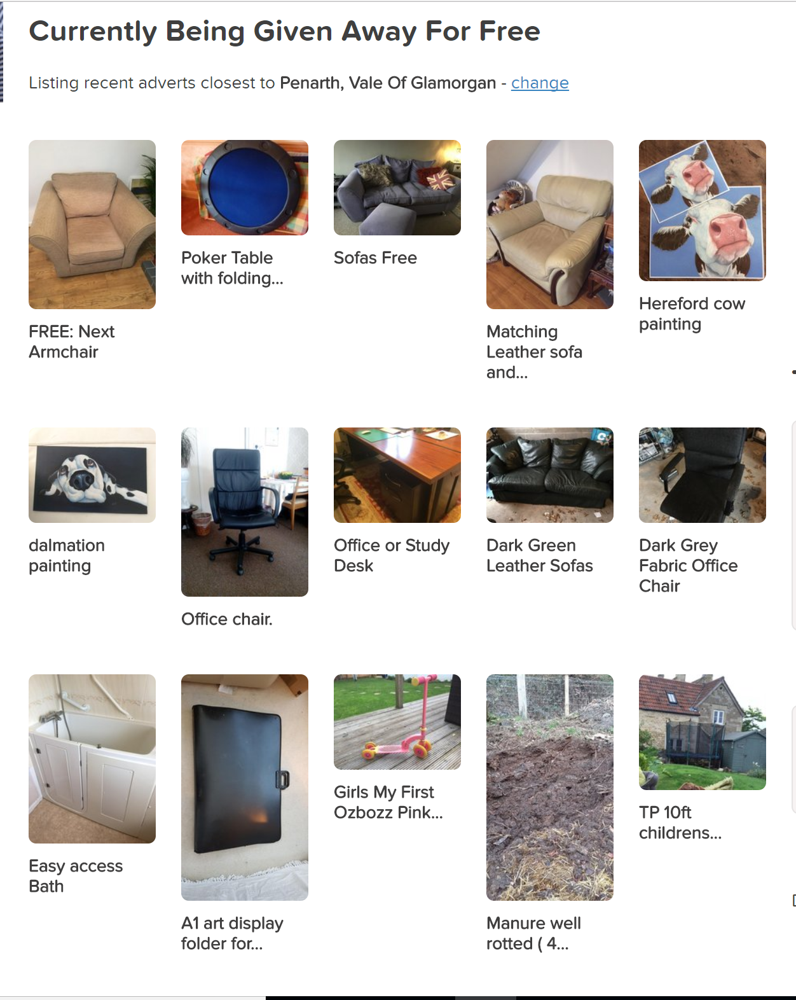 Currently Being Given Away For Free
Listing recent adverts closest to Penarth, Vale Of Glamorgan - change
FREE: Next
Armchair
Poker Table
with folding...
Sofas Free
Matching
Leather sofa
and...
Hereford cow
painting
dalmation
painting
Office chair.
Office or Study
Desk
Dark Green
Leather Sofas
Dark Grey
Fabric Office
Chair
Easy access
Bath
A1 art display
folder for...
Girls My First
Ozbozz Pink...
Manure well
rotted ( 4...
TP 10ft
childrens...